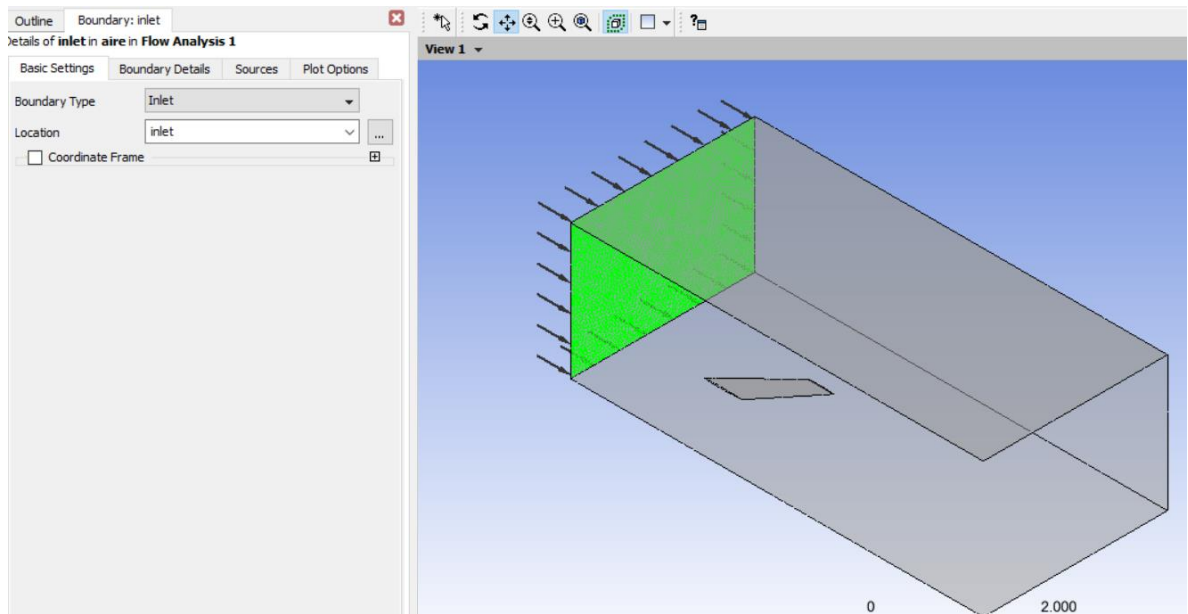 Outline Boundary: inlet
Details of inlet in aire in Flow Analysis 1
Basic Settings Boundary Details Sources Plot Options
Boundary Type Inlet
Location inlet ...
Coordinate Frame
View 1
0 2.000